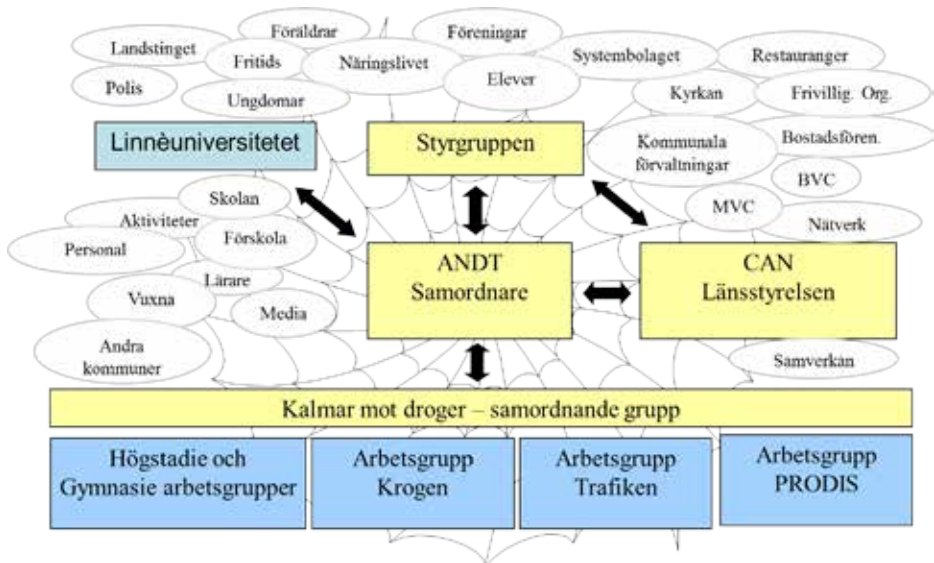 Föräldrar
Föreningar
Landstinget
Fritids
Näringslivet
Systembolaget
Restauranger
Polis
Elever
Ungdomar
Kyrkan
Frivillig. Org.
Linnèuniversitetet
Styrgruppen
Kommunala
förvaltningar
Bostadsfören.
BVC
Skolan
MVC
Aktiviteter
Nätverk
Personal
Förskola
ANDT
Samordnare
CAN
Länsstyrelsen
Lärare
Vuxna
Media
Andra
kommuner
Samverkan
Kalmar mot droger – samordnande grupp
Högstadie och
Gymnasie arbetsgrupper
Arbetsgrupp
Krogen
Arbetsgrupp
Trafiken
Arbetsgrupp
PRODIS